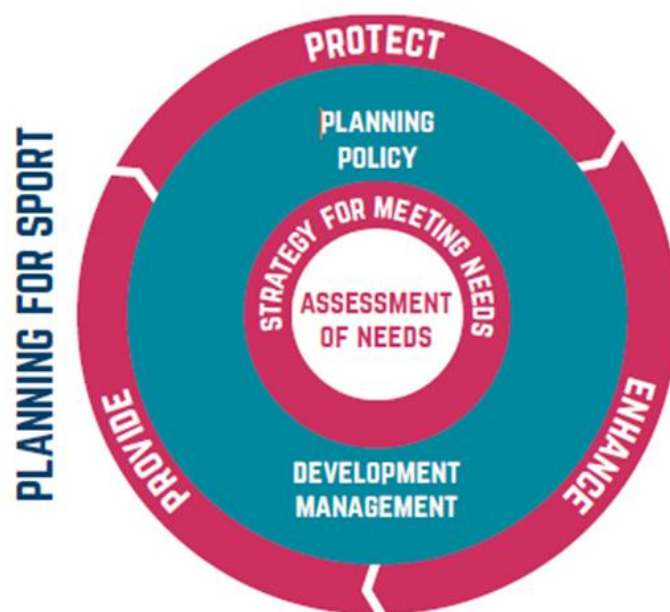 PLANNING FOR SPORT
PROTECT
PLANNING
POLICY
STRATEGY FOR MEETING NEEDS
ASSESSMENT
OF NEEDS
DEVELOPMENT
MANAGEMENT
PROVIDE
ENHANCE